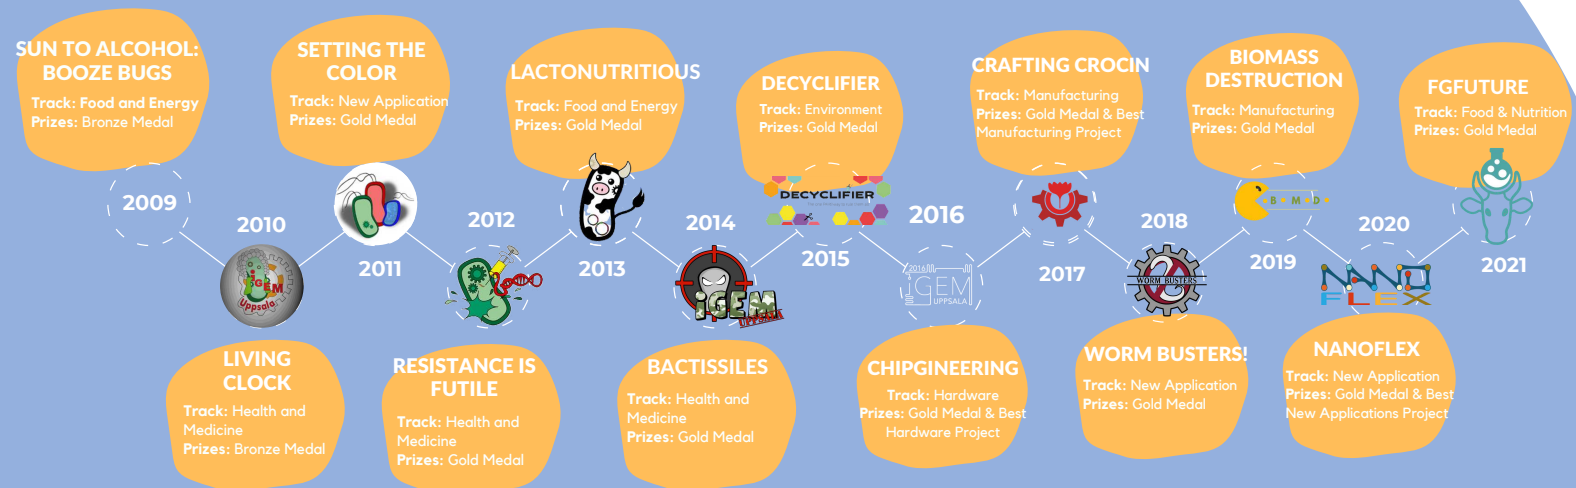 SUN TO ALCOHOL:
BOOZE BUGS
Track: Food and Energy
Prizes: Bronze Medal
2009
2010
iGEM
Uppsala
LIVING
CLOCK
Track: Health and
Medicine
Prizes: Bronze Medal
SETTING THE
COLOR
Track: New Application
Prizes: Gold Medal
2011
2012
RESISTANCE IS
FUTILE
Track: Health and
Medicine
Prizes: Gold Medal
LACTONUTRITIOUS
Track: Food and Energy
Prizes: Gold Medal
2013
2014
iGEM
UPPSALA
BACTISSILES
Track: Health and
Medicine
Prizes: Gold Medal
DECYCLIFIER
Track: Environment
Prizes: Gold Medal
DECYCLIFIER
2015
2016
2016
iGEM
UPPSALA
CHIPGINEERING
Track: Hardware
Prizes: Gold Medal & Best
Hardware Project
CRAFTING CROCIN
Track: Manufacturing
Prizes: Gold Medal & Best
Manufacturing Project
2017
2018
WORM BUSTERS
WORM BUSTERS!
Track: New Application
Prizes: Gold Medal
BIOMASS
DESTRUCTION
Track: Manufacturing
Prizes: Gold Medal
B • M • D •
2019
2020
NANO
FLEX
NANOFLEX
Track: New Application
Prizes: Gold Medal & Best
New Applications Project
FGFUTURE
Track: Food & Nutrition
Prizes: Gold Medal
2021